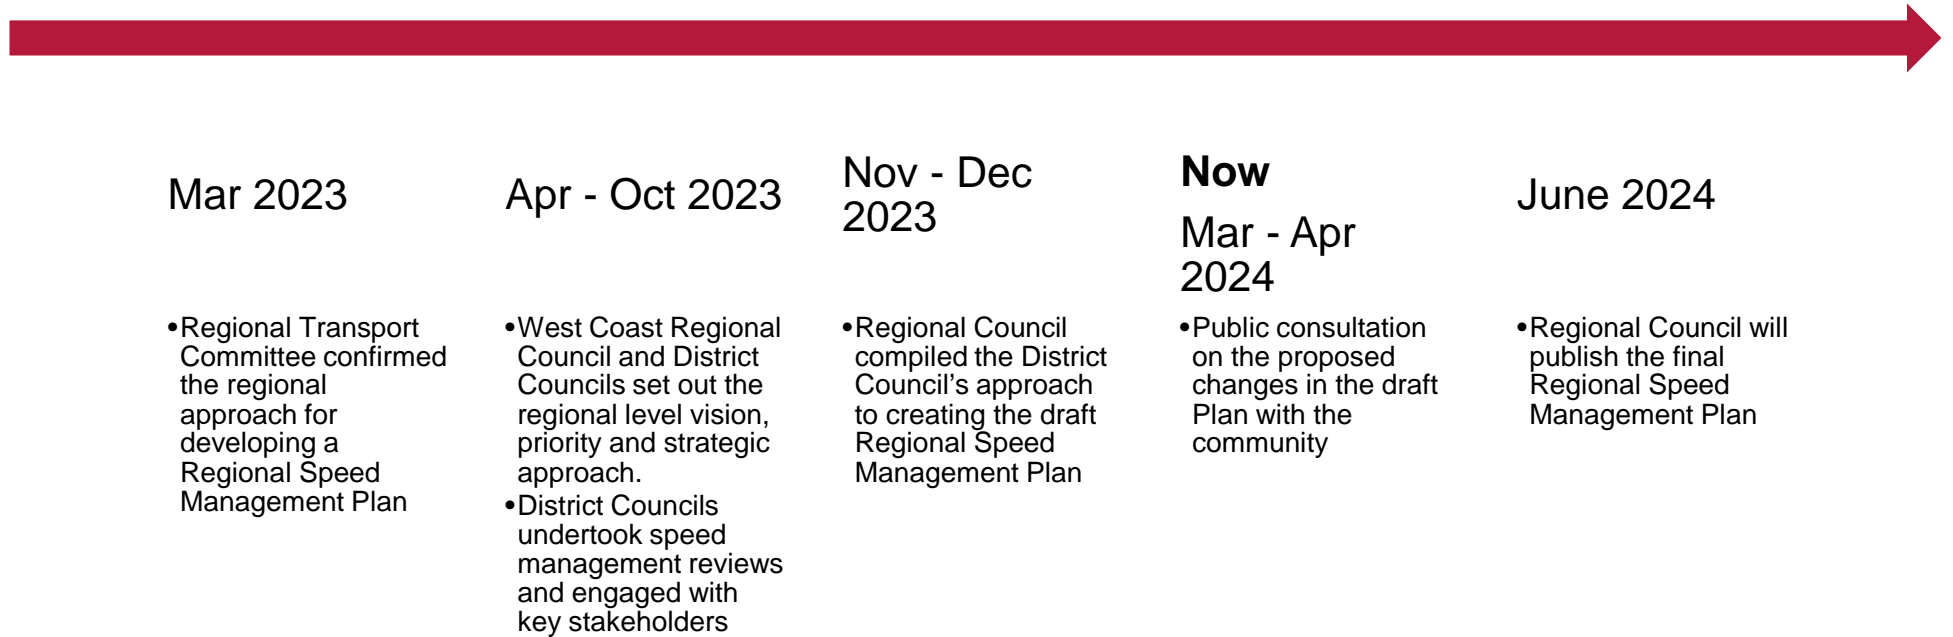 Mar 2023
•Regional Transport
Committee confirmed
the regional
approach for
developing a
Regional Speed
Management Plan
Apr - Oct 2023
•West Coast Regional
Council and District
Councils set out the
regional level vision,
priority and strategic
approach.
•District Councils
undertook speed
management reviews
and engaged with
key stakeholders
Nov - Dec
2023
•Regional Council
compiled the District
Council’s approach
to creating the draft
Regional Speed
Management Plan
Now
Mar - Apr
2024
•Public consultation
on the proposed
changes in the draft
Plan with the
community
June 2024
•Regional Council will
publish the final
Regional Speed
Management Plan